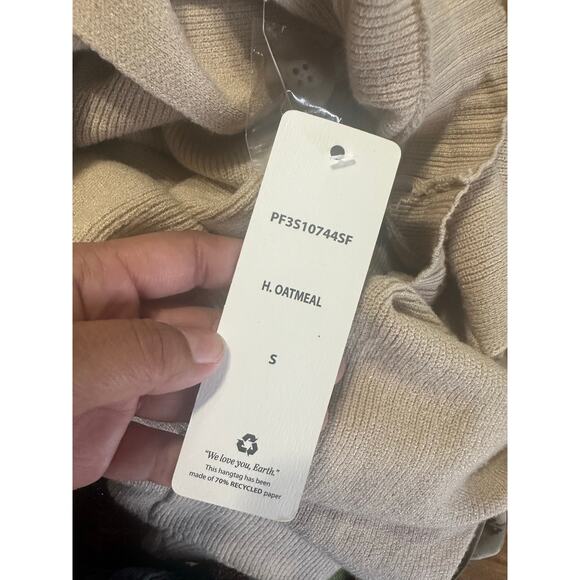 PF3S10744SF
H. OATMEAL
S
"We love you, Earth."
This hangtag has been
made of 70% RECYCLED paper